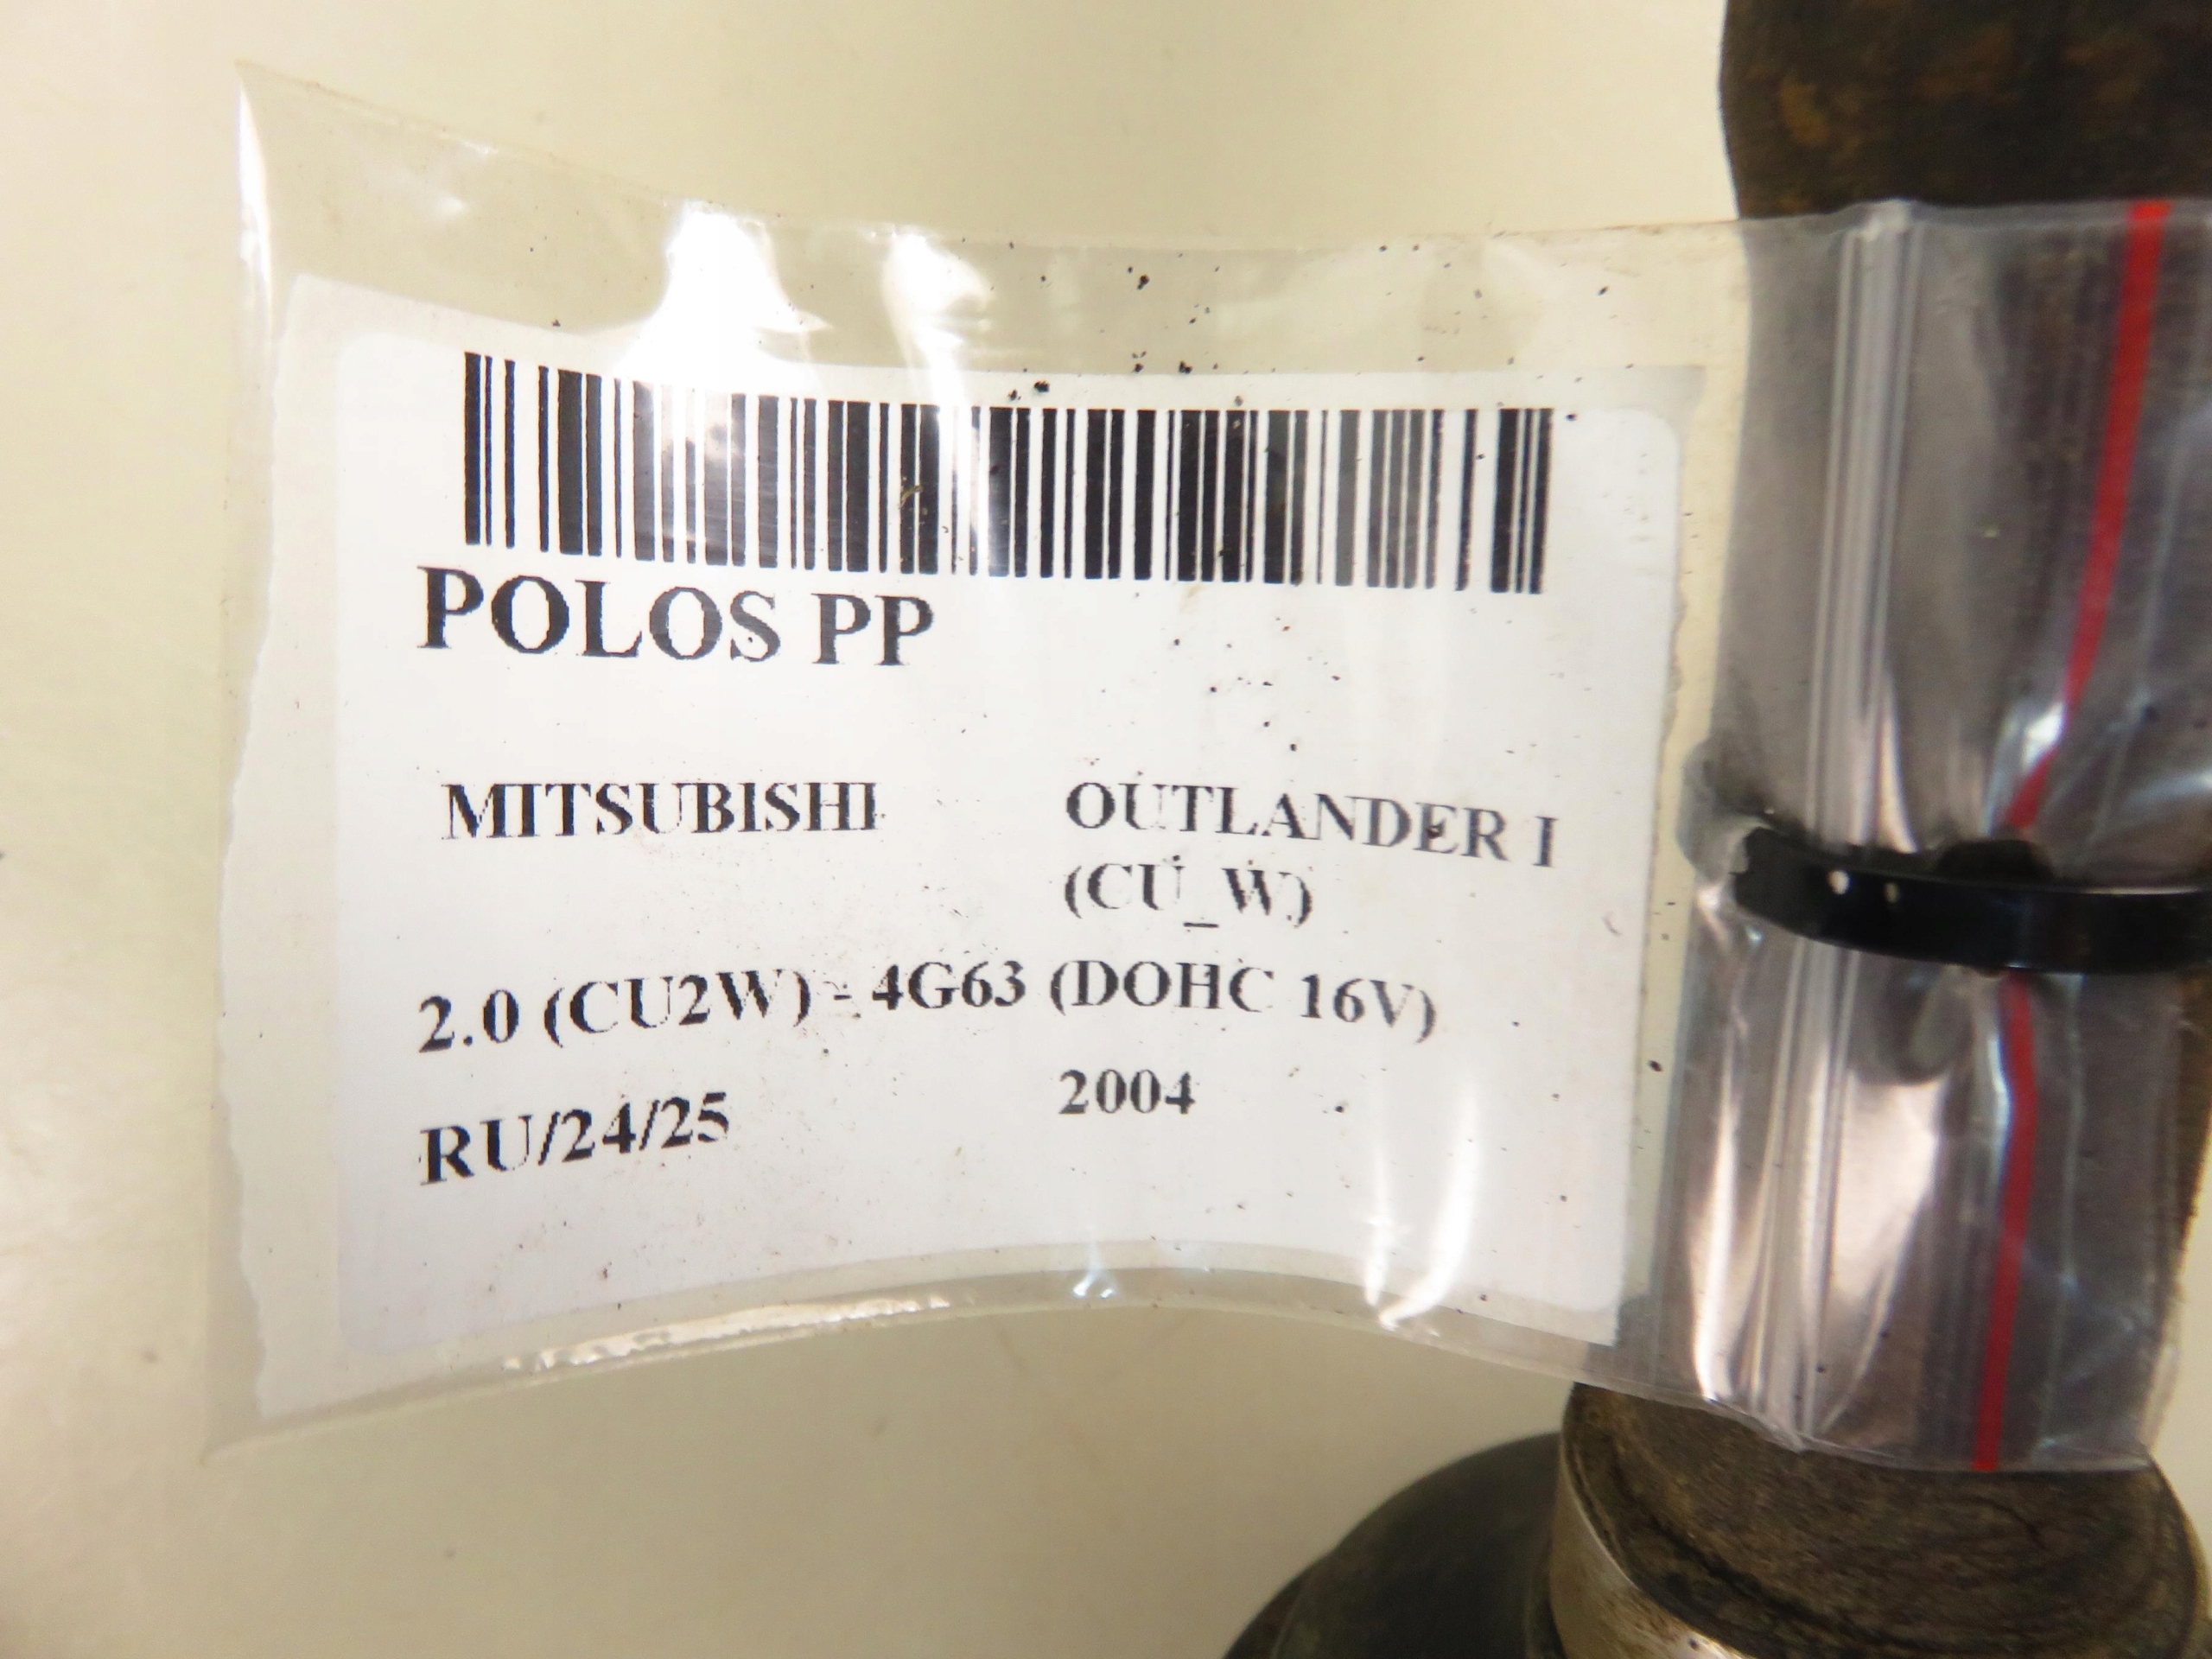 POLOS PP
MITSUBISHI OUTLANDER I
(CU_W)
2.0 (CU2W) - 4G63 (DOHC 16V)
RU/24/25 2004